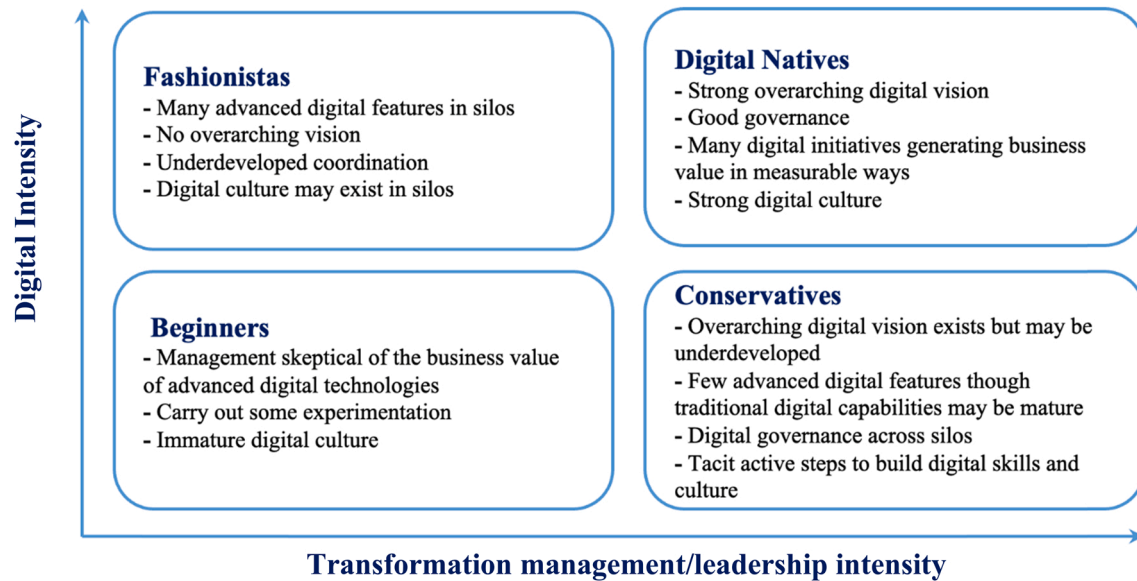 Digital Intensity
Fashionistas
- Many advanced digital features in silos
- No overarching vision
- Underdeveloped coordination
- Digital culture may exist in silos
Digital Natives
- Strong overarching digital vision
- Good governance
- Many digital initiatives generating business
value in measurable ways
- Strong digital culture
Beginners
- Management skeptical of the business value
of advanced digital technologies
- Carry out some experimentation
- Immature digital culture
Conservatives
- Overarching digital vision exists but may be
underdeveloped
- Few advanced digital features though
traditional digital capabilities may be mature
- Digital governance across silos
- Tacit active steps to build digital skills and
culture
Transformation management/leadership intensity